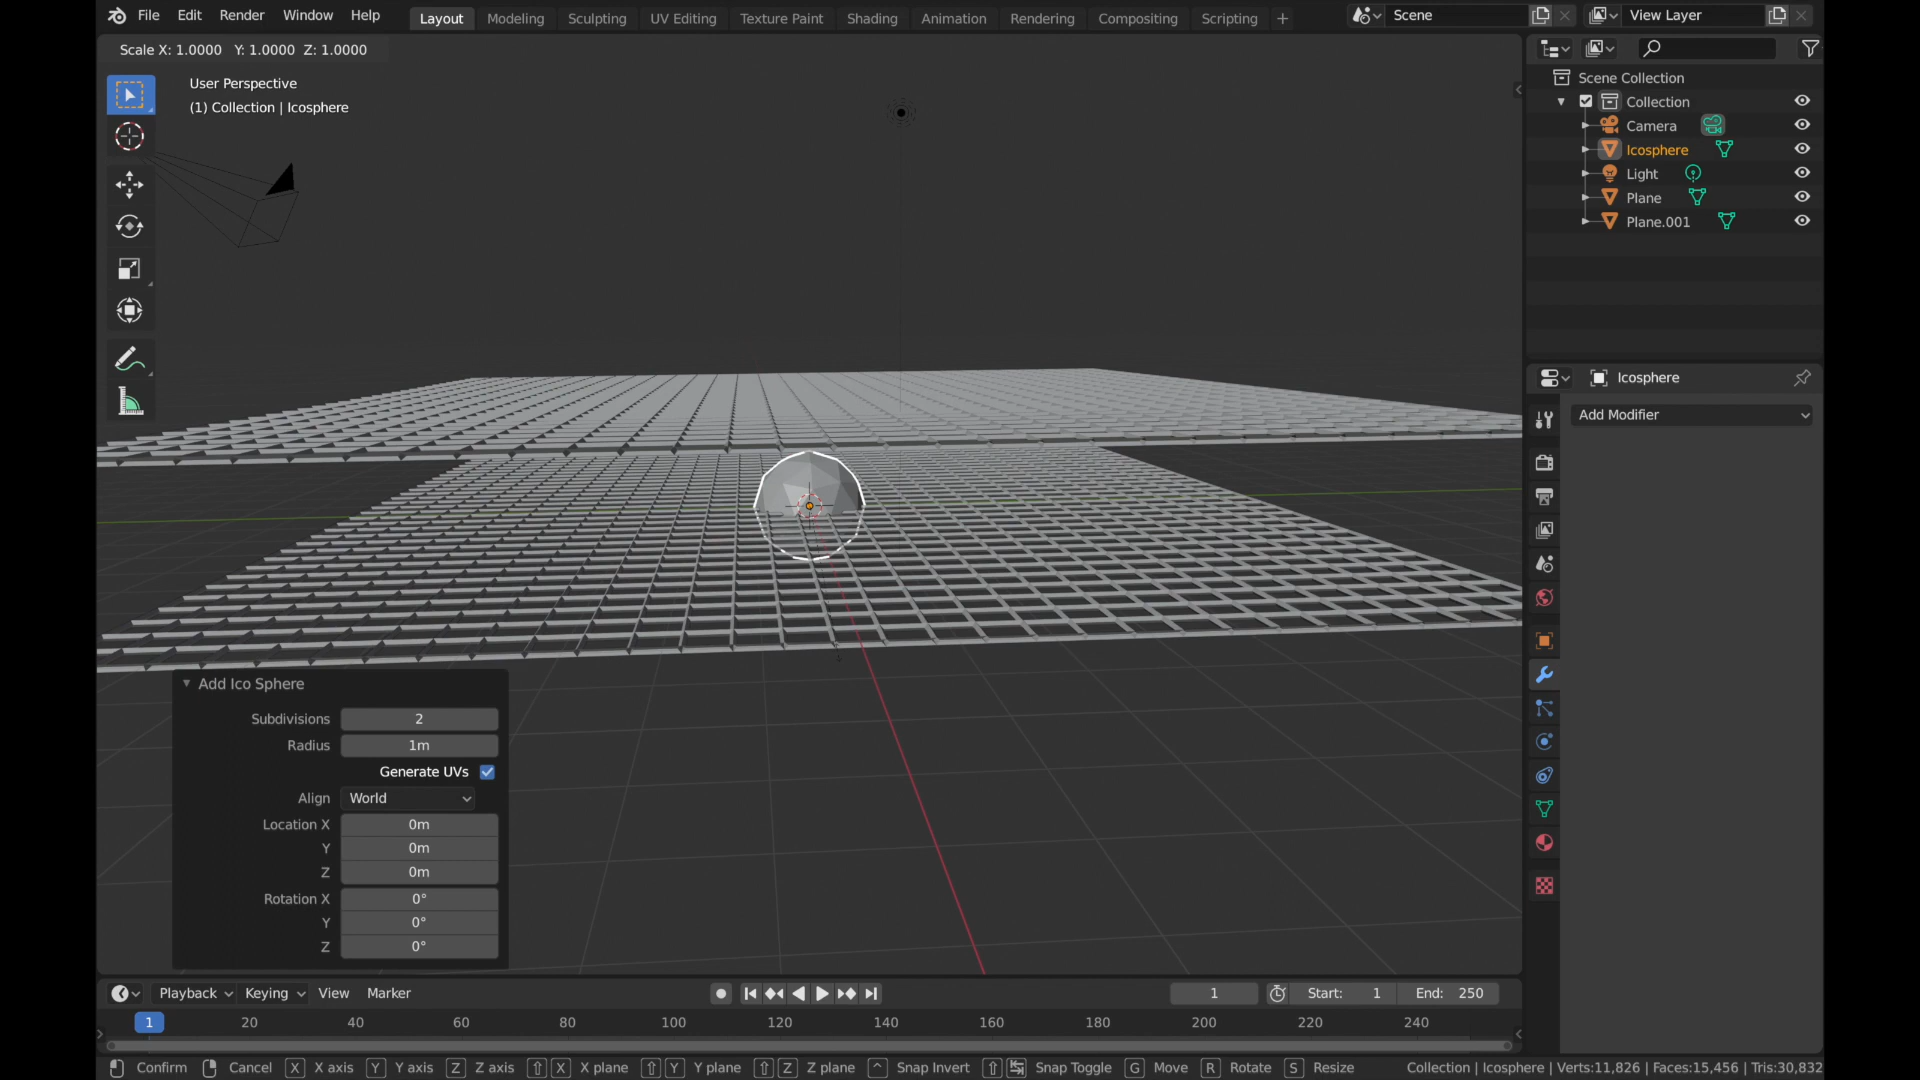 File Edit Render Window Help Layout Modeling Sculpting UV Editing Texture Paint Shading Animation Rendering Compositing Scripting + Scene View Layer
Scale X: 1.0000 Y: 1.0000 Z: 1.0000
User Perspective
(1) Collection | Icosphere
Scene Collection
Collection
Camera
Icosphere
Light
Plane
Plane.001
Icosphere
Add Modifier
Add Ico Sphere
Subdivisions 2
Radius 1m
Generate UVs
Align World
Location X 0m
Y 0m
Z 0m
Rotation X 0°
Y 0°
Z 0°
Playback Keying View Marker 1 Start: 1 End: 250
1 20 40 60 80 100 120 140 160 180 200 220 240
Confirm Cancel X X axis Y Y axis Z Z axis X X plane Y Y plane Z Z plane Snap Invert Snap Toggle G Move R Rotate S Resize Collection | Icosphere | Verts:11,826 | Faces:15,456 | Tris:30,832